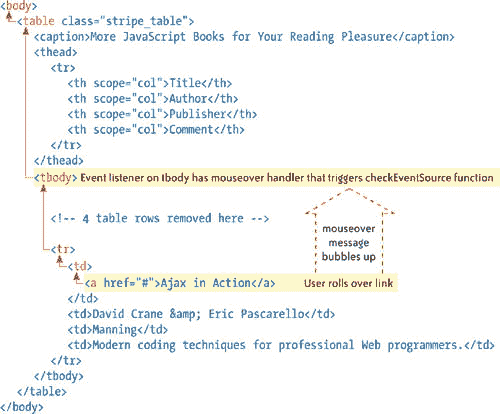 <body>
<table class="stripe_table">
<caption>More JavaScript Books for Your Reading Pleasure</caption>
<thead>
<tr>
<th scope="col">Title</th>
<th scope="col">Author</th>
<th scope="col">Publisher</th>
<th scope="col">Comment</th>
</tr>
</thead>
<tbody> Event listener on tbody has mouseover handler that triggers checkEventSource function
<!-- 4 table rows removed here -->
mouseover
message
bubbles up
<tr>
<td>
<a href="#">Ajax in Action</a> User rolls over link
</td>
<td>David Crane &amp; Eric Pascarello</td>
<td>Manning</td>
<td>Modern coding techniques for professional Web programmers.</td>
</tr>
</tbody>
</table>
</body>